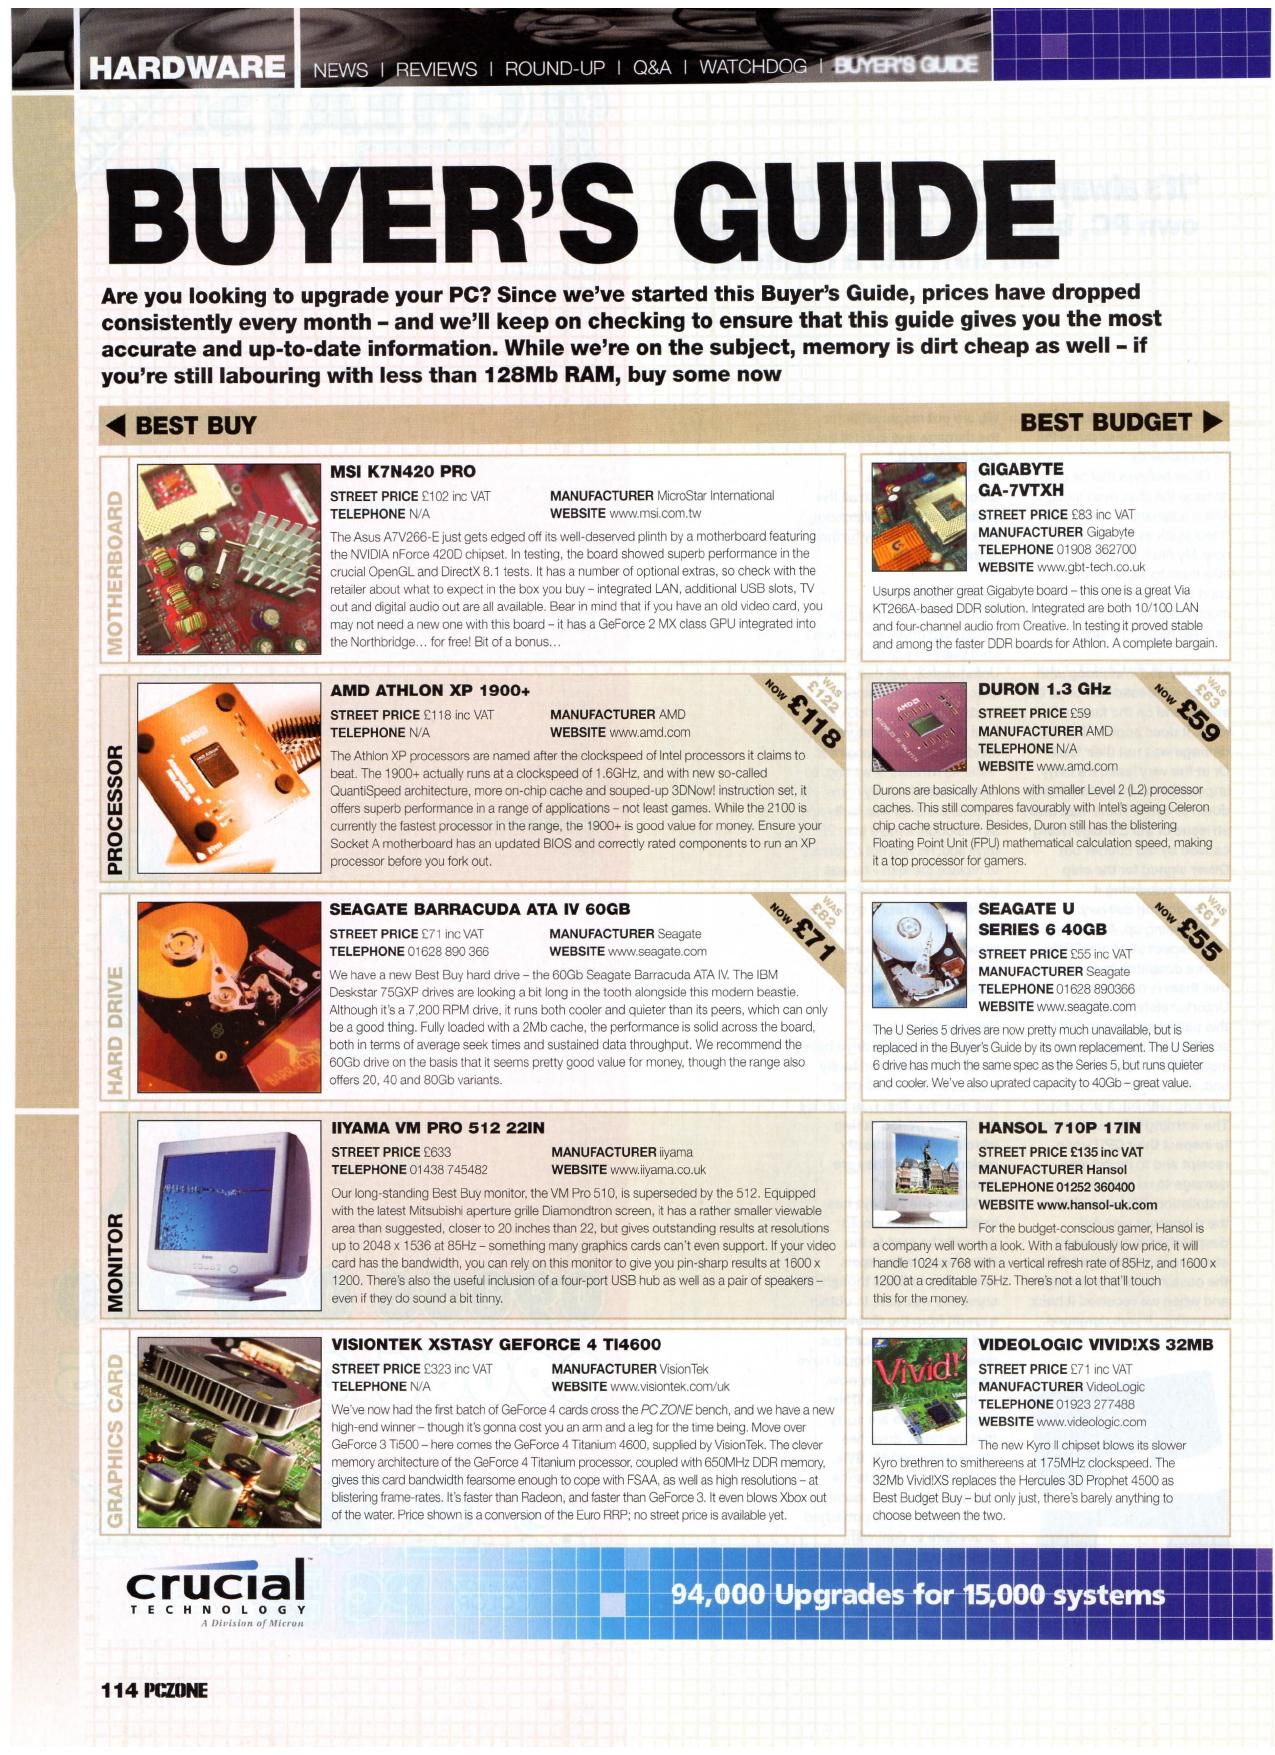 HARDWARE
NEWS | REVIEWS | ROUND-UP | Q&A | WATCHDOG | BUYER'S GUIDE
BUYER'S GUIDE
Are you looking to upgrade your PC? Since we've started this Buyer's Guide, prices have dropped
consistently every month – and we'll keep on checking to ensure that this guide gives you the most
accurate and up-to-date information. While we're on the subject, memory is dirt cheap as well – if
you're still labouring with less than 128Mb RAM, buy some now
BEST BUY
BEST BUDGET
MOTHERBOARD
MSI K7N420 PRO
STREET PRICE £102 inc VAT
MANUFACTURER MicroStar International
TELEPHONE N/A
WEBSITE www.msi.com.tw
The Asus A7V266-E just gets edged off its well-deserved plinth by a motherboard featuring
the NVIDIA nForce 420D chipset. In testing, the board showed superb performance in the
crucial OpenGL and DirectX 8.1 tests. It has a number of optional extras, so check with the
retailer about what to expect in the box you buy – integrated LAN, additional USB slots, TV
out and digital audio out are all available. Bear in mind that if you have an old video card, you
may not need a new one with this board – it has a GeForce 2 MX class GPU integrated into
the Northbridge... for free! Bit of a bonus...
GIGABYTE
GA-7VTXH
STREET PRICE £83 inc VAT
MANUFACTURER Gigabyte
TELEPHONE 01908 362700
WEBSITE www.gbt-tech.co.uk
Usurps another great Gigabyte board – this one is a great Via
KT266A-based DDR solution. Integrated are both 10/100 LAN
and four-channel audio from Creative. In testing it proved stable
and among the faster DDR boards for Athlon. A complete bargain.
PROCESSOR
AMD ATHLON XP 1900+
STREET PRICE £118 inc VAT
MANUFACTURER AMD
TELEPHONE N/A
WEBSITE www.amd.com
WAS £122
NOW £118
The Athlon XP processors are named after the clockspeed of Intel processors it claims to
beat. The 1900+ actually runs at a clockspeed of 1.6GHz, and with new so-called
QuantiSpeed architecture, more on-chip cache and souped-up 3DNow! instruction set, it
offers superb performance in a range of applications – not least games. While the 2100 is
currently the fastest processor in the range, the 1900+ is good value for money. Ensure your
Socket A motherboard has an updated BIOS and correctly rated components to run an XP
processor before you fork out.
DURON 1.3 GHz
STREET PRICE £59
MANUFACTURER AMD
TELEPHONE N/A
WEBSITE www.amd.com
WAS £63
NOW £59
Durons are basically Athlons with smaller Level 2 (L2) processor
caches. This still compares favourably with Intel's ageing Celeron
chip cache structure. Besides, Duron still has the blistering
Floating Point Unit (FPU) mathematical calculation speed, making
it a top processor for gamers.
HARD DRIVE
SEAGATE BARRACUDA ATA IV 60GB
STREET PRICE £71 inc VAT
MANUFACTURER Seagate
TELEPHONE 01628 890 366
WEBSITE www.seagate.com
WAS £82
NOW £71
We have a new Best Buy hard drive – the 60Gb Seagate Barracuda ATA IV. The IBM
Deskstar 75GXP drives are looking a bit long in the tooth alongside this modern beastie.
Although it's a 7,200 RPM drive, it runs both cooler and quieter than its peers, which can only
be a good thing. Fully loaded with a 2Mb cache, the performance is solid across the board,
both in terms of average seek times and sustained data throughput. We recommend the
60Gb drive on the basis that it seems pretty good value for money, though the range also
offers 20, 40 and 80Gb variants.
SEAGATE U
SERIES 6 40GB
STREET PRICE £55 inc VAT
MANUFACTURER Seagate
TELEPHONE 01628 890366
WEBSITE www.seagate.com
WAS £61
NOW £55
The U Series 5 drives are now pretty much unavailable, but is
replaced in the Buyer's Guide by its own replacement. The U Series
6 drive has much the same spec as the Series 5, but runs quieter
and cooler. We've also uprated capacity to 40Gb – great value.
MONITOR
IIYAMA VM PRO 512 22IN
STREET PRICE £633
MANUFACTURER iiyama
TELEPHONE 01438 745482
WEBSITE www.iiyama.co.uk
Our long-standing Best Buy monitor, the VM Pro 510, is superseded by the 512. Equipped
with the latest Mitsubishi aperture grille Diamondtron screen, it has a rather smaller viewable
area than suggested, closer to 20 inches than 22, but gives outstanding results at resolutions
up to 2048 x 1536 at 85Hz – something many graphics cards can't even support. If your video
card has the bandwidth, you can rely on this monitor to give you pin-sharp results at 1600 x
1200. There's also the useful inclusion of a four-port USB hub as well as a pair of speakers –
even if they do sound a bit tinny.
HANSOL 710P 17IN
STREET PRICE £135 inc VAT
MANUFACTURER Hansol
TELEPHONE 01252 360400
WEBSITE www.hansol-uk.com
For the budget-conscious gamer, Hansol is
a company well worth a look. With a fabulously low price, it will
handle 1024 x 768 with a vertical refresh rate of 85Hz, and 1600 x
1200 at a creditable 75Hz. There's not a lot that'll touch
this for the money.
GRAPHICS CARD
VISIONTEK XSTASY GEFORCE 4 TI4600
STREET PRICE £323 inc VAT
MANUFACTURER VisionTek
TELEPHONE N/A
WEBSITE www.visiontek.com/uk
We've now had the first batch of GeForce 4 cards cross the PC ZONE bench, and we have a new
high-end winner – though it's gonna cost you an arm and a leg for the time being. Move over
GeForce 3 Ti500 – here comes the GeForce 4 Titanium 4600, supplied by VisionTek. The clever
memory architecture of the GeForce 4 Titanium processor, coupled with 650MHz DDR memory,
gives this card bandwidth fearsome enough to cope with FSAA, as well as high resolutions – at
blistering frame-rates. It's faster than Radeon, and faster than GeForce 3. It even blows Xbox out
of the water. Price shown is a conversion of the Euro RRP; no street price is available yet.
Vivid!
VIDEOLOGIC VIVID!XS 32MB
STREET PRICE £71 inc VAT
MANUFACTURER VideoLogic
TELEPHONE 01923 277488
WEBSITE www.videologic.com
The new Kyro II chipset blows its slower
Kyro brethren to smithereens at 175MHz clockspeed. The
32Mb Vivid!XS replaces the Hercules 3D Prophet 4500 as
Best Budget Buy – but only just, there's barely anything to
choose between the two.
crucial™
TECHNOLOGY
A Division of Micron
94,000 Upgrades for 15,000 systems
114 PCZONE